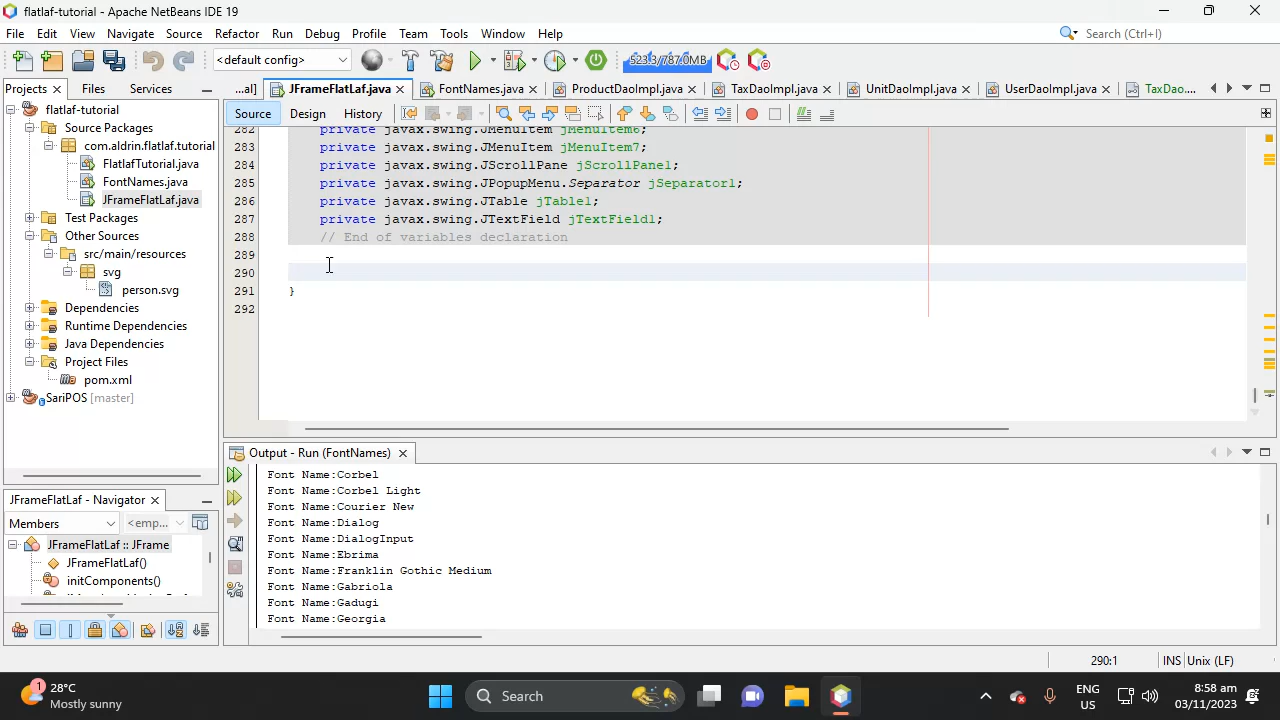 flatlaf-tutorial - Apache NetBeans IDE 19
File Edit View Navigate Source Refactor Run Debug Profile Team Tools Window Help
Search (Ctrl+I)
<default config>
523.3/787.0MB
Projects
Files
Services
...al]
JFrameFlatLaf.java
FontNames.java
ProductDaoImpl.java
TaxDaoImpl.java
UnitDaoImpl.java
UserDaoImpl.java
TaxDao....
Source
Design
History
flatlaf-tutorial
Source Packages
com.aldrin.flatlaf.tutorial
FlatlafTutorial.java
FontNames.java
JFrameFlatLaf.java
Test Packages
Other Sources
src/main/resources
svg
person.svg
Dependencies
Runtime Dependencies
Java Dependencies
Project Files
pom.xml
SariPOS [master]
282 private javax.swing.JMenuItem jMenuItem6;
283 private javax.swing.JMenuItem jMenuItem7;
284 private javax.swing.JScrollPane jScrollPane1;
285 private javax.swing.JPopupMenu.Separator jSeparator1;
286 private javax.swing.JTable jTable1;
287 private javax.swing.JTextField jTextField1;
288 // End of variables declaration
289
290
291 }
292
JFrameFlatLaf - Navigator
Members
<emp...
JFrameFlatLaf :: JFrame
JFrameFlatLaf()
initComponents()
Output - Run (FontNames)
Font Name:Corbel
Font Name:Corbel Light
Font Name:Courier New
Font Name:Dialog
Font Name:DialogInput
Font Name:Ebrima
Font Name:Franklin Gothic Medium
Font Name:Gabriola
Font Name:Gadugi
Font Name:Georgia
290:1
INS
Unix (LF)
1
28°C
Mostly sunny
Search
ENG
US
8:58 am
03/11/2023